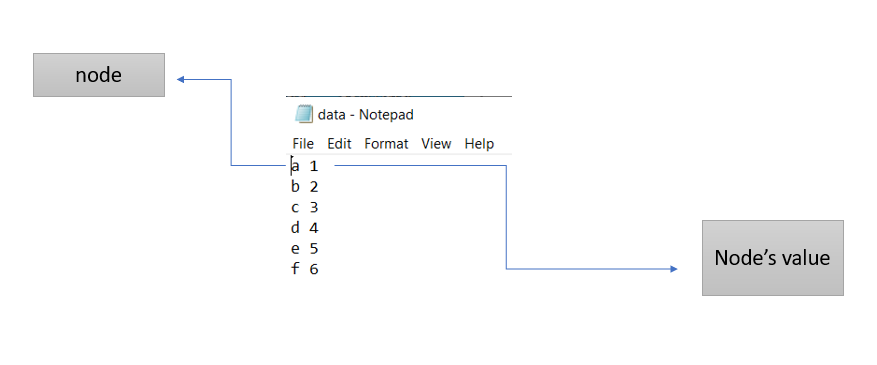 node
data - Notepad
File Edit Format View Help
a 1
b 2
c 3
d 4
e 5
f 6
Node’s value